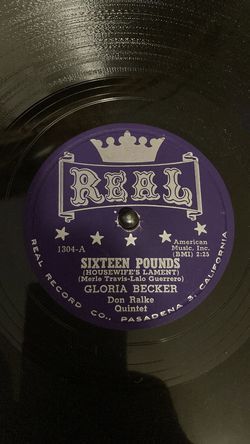 REAL
1304-A
American
Music, Inc.
(BMI) 2:25
SIXTEEN POUNDS
(HOUSEWIFE'S LAMENT)
(Merle Travis-Lalo Guerrero)
GLORIA BECKER
Don Ralke
Quintet
REAL RECORD CO., PASADENA 3, CALIFORNIA